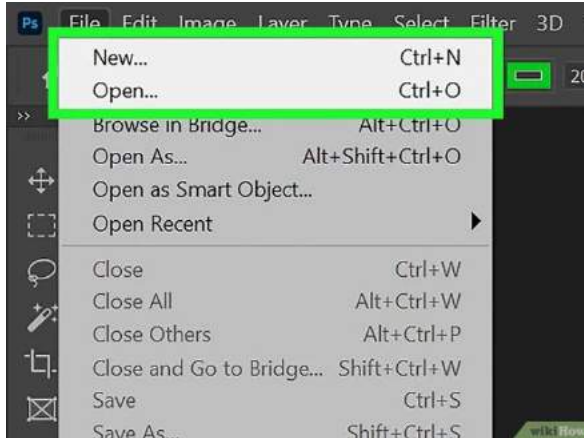 Ps File Edit Image Layer Type Select Filter 3D
New... Ctrl+N
Open... Ctrl+O
20
>>
Browse in Bridge... Alt+Ctrl+O
Open As... Alt+Shift+Ctrl+O
Open as Smart Object...
Open Recent
Close Ctrl+W
Close All Alt+Ctrl+W
Close Others Alt+Ctrl+P
Close and Go to Bridge... Shift+Ctrl+W
Save Ctrl+S
Save As... Shift+Ctrl+S
wikiHow